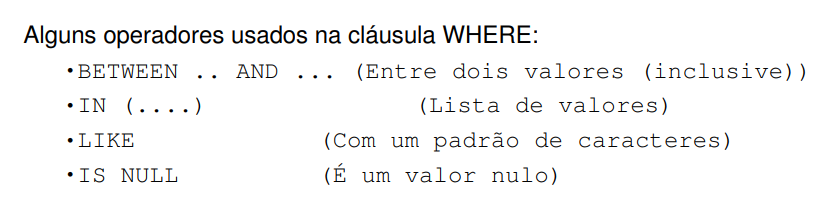 Alguns operadores usados na cláusula WHERE:
•BETWEEN .. AND ... (Entre dois valores (inclusive))
•IN (....) (Lista de valores)
•LIKE (Com um padrão de caracteres)
•IS NULL (É um valor nulo)